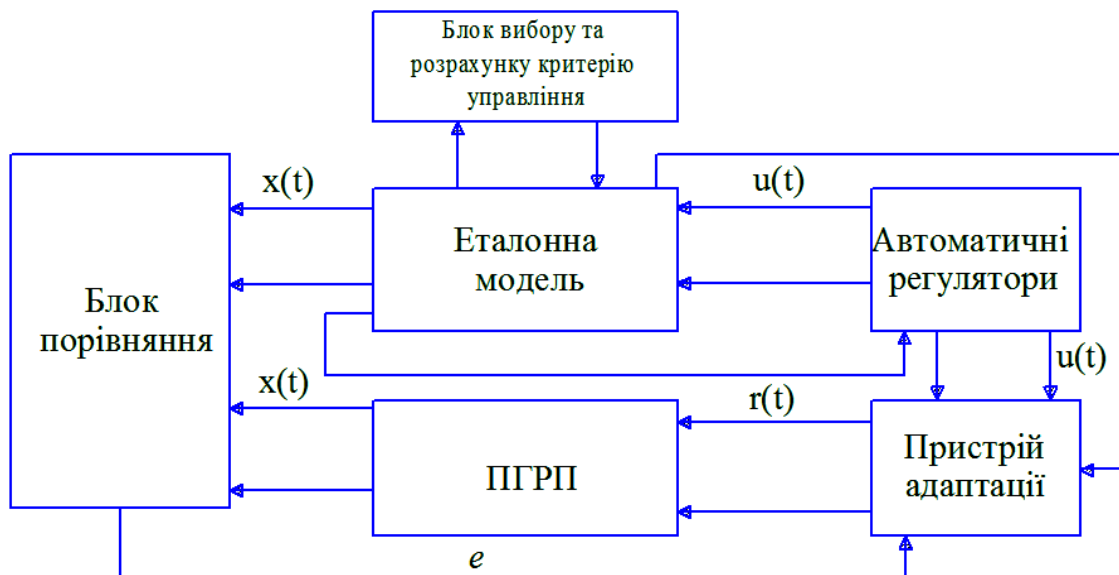 Блок вибору та
розрахунку критерію
управління
x(t)
u(t)
Еталонна
модель
Автоматичні
регулятори
Блок
порівняння
u(t)
x(t)
r(t)
ПГРП
Пристрій
адаптації
e